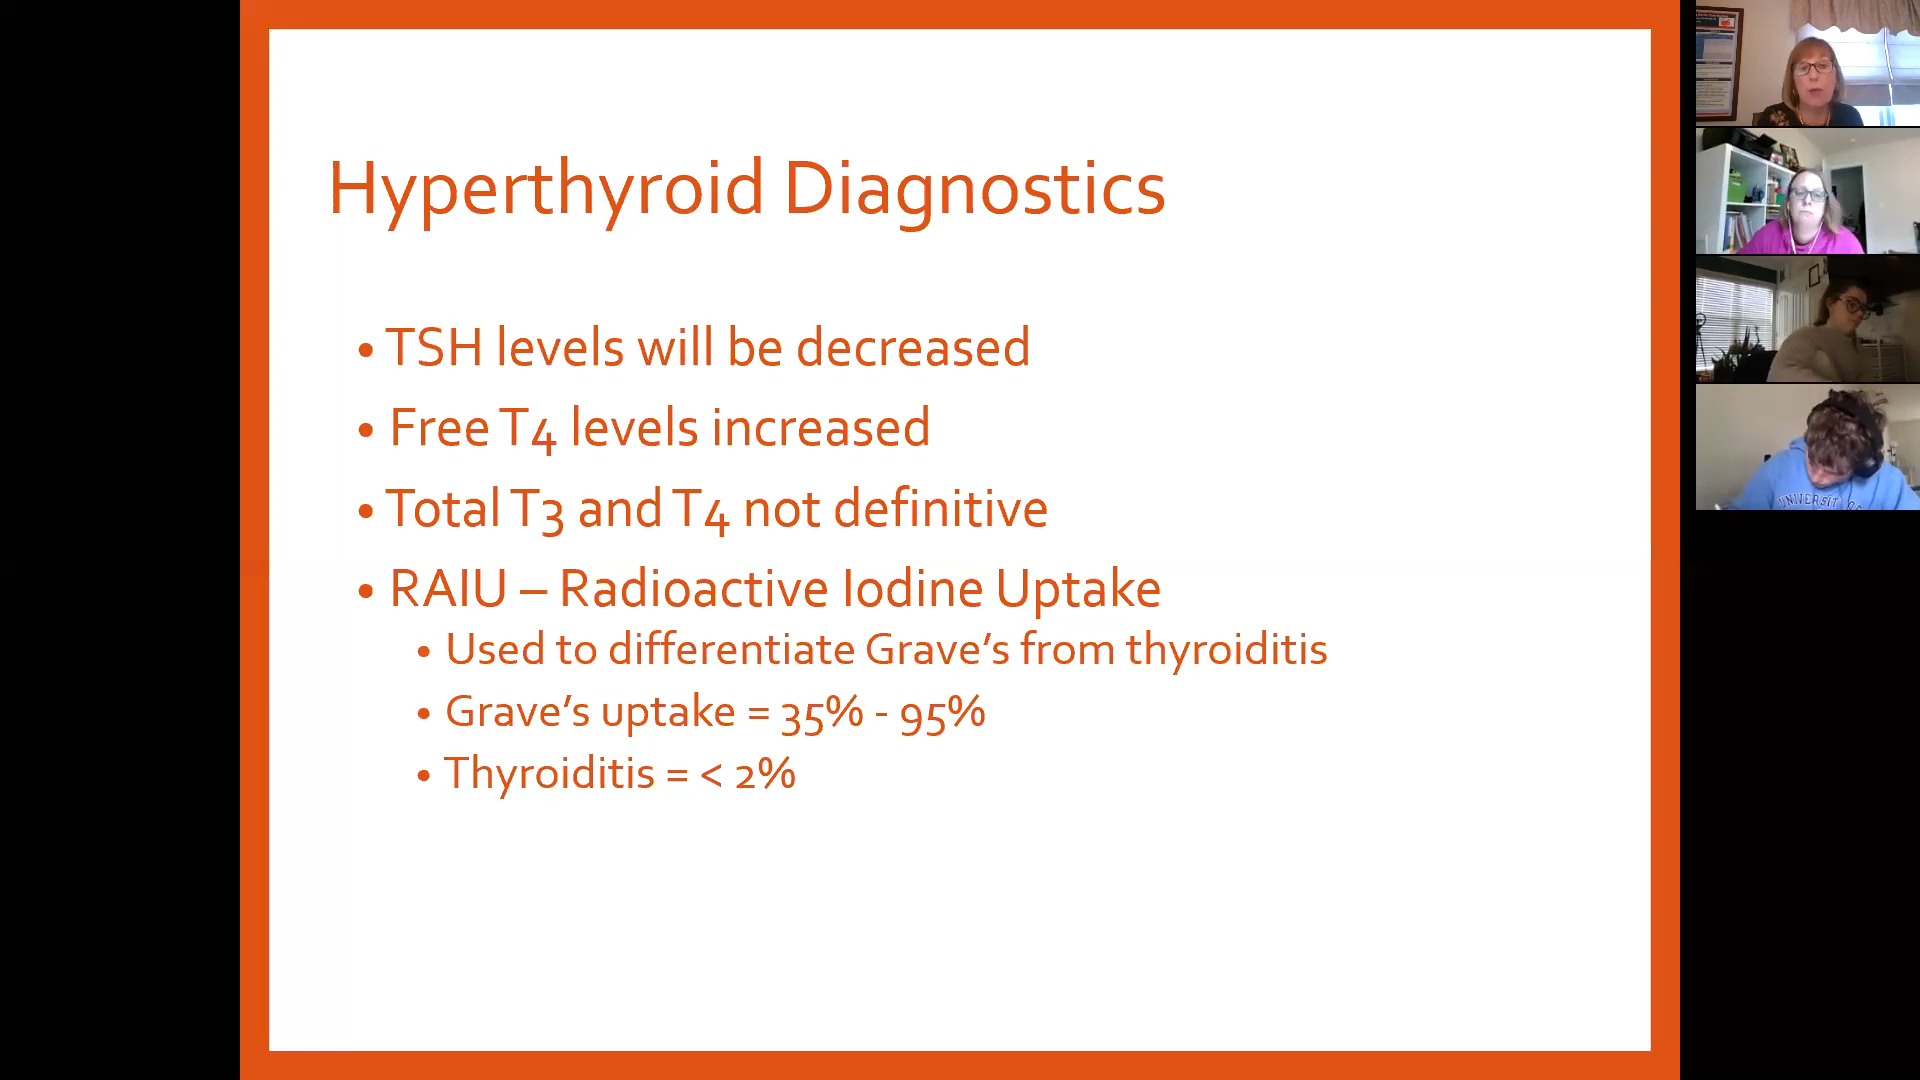 Hyperthyroid Diagnostics
• TSH levels will be decreased
• Free T4 levels increased
• Total T3 and T4 not definitive
• RAIU – Radioactive Iodine Uptake
• Used to differentiate Grave’s from thyroiditis
• Grave’s uptake = 35% - 95%
• Thyroiditis = < 2%
UNIVERSITY